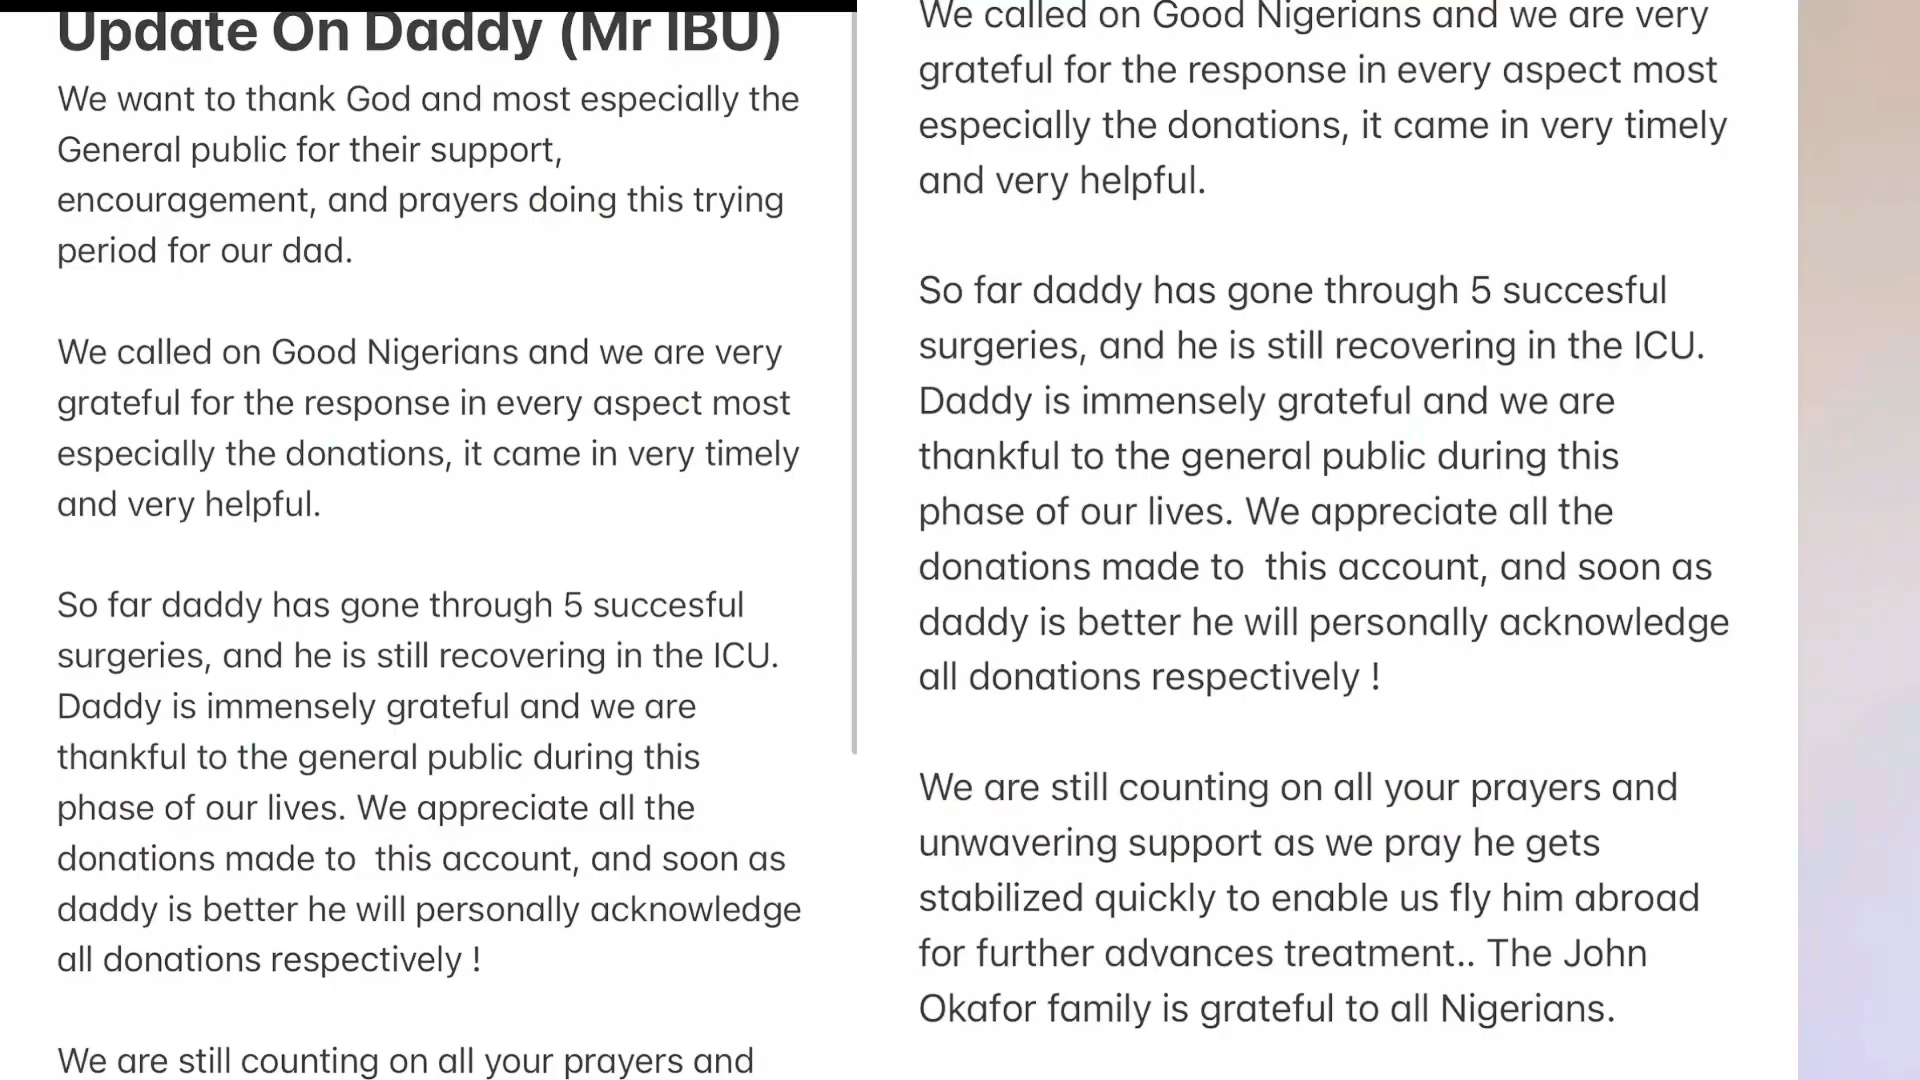 Update On Daddy (Mr IBU)
We want to thank God and most especially the
General public for their support,
encouragement, and prayers doing this trying
period for our dad.
We called on Good Nigerians and we are very
grateful for the response in every aspect most
especially the donations, it came in very timely
and very helpful.
So far daddy has gone through 5 succesful
surgeries, and he is still recovering in the ICU.
Daddy is immensely grateful and we are
thankful to the general public during this
phase of our lives. We appreciate all the
donations made to  this account, and soon as
daddy is better he will personally acknowledge
all donations respectively !
We are still counting on all your prayers and
We called on Good Nigerians and we are very
grateful for the response in every aspect most
especially the donations, it came in very timely
and very helpful.
So far daddy has gone through 5 succesful
surgeries, and he is still recovering in the ICU.
Daddy is immensely grateful and we are
thankful to the general public during this
phase of our lives. We appreciate all the
donations made to  this account, and soon as
daddy is better he will personally acknowledge
all donations respectively !
We are still counting on all your prayers and
unwavering support as we pray he gets
stabilized quickly to enable us fly him abroad
for further advances treatment.. The John
Okafor family is grateful to all Nigerians.